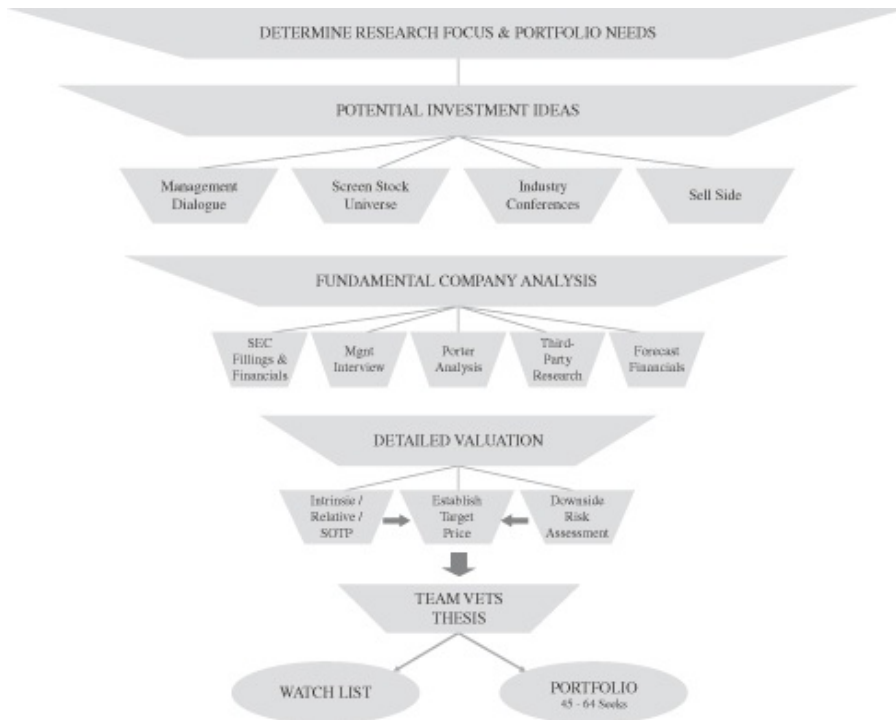 DETERMINE RESEARCH FOCUS & PORTFOLIO NEEDS
POTENTIAL INVESTMENT IDEAS
Management
Dialogue
Screen Stock
Universe
Industry
Conferences
Sell Side
FUNDAMENTAL COMPANY ANALYSIS
SEC
Fillings &
Financials
Mgnt
Interview
Porter
Analysis
Third-
Party
Research
Forecast
Financials
DETAILED VALUATION
Intrinsie /
Relative /
SOTP
Establish
Target
Price
Downside
Risk
Assessment
TEAM VETS
THESIS
WATCH LIST
PORTFOLIO
45 - 64 Seeks